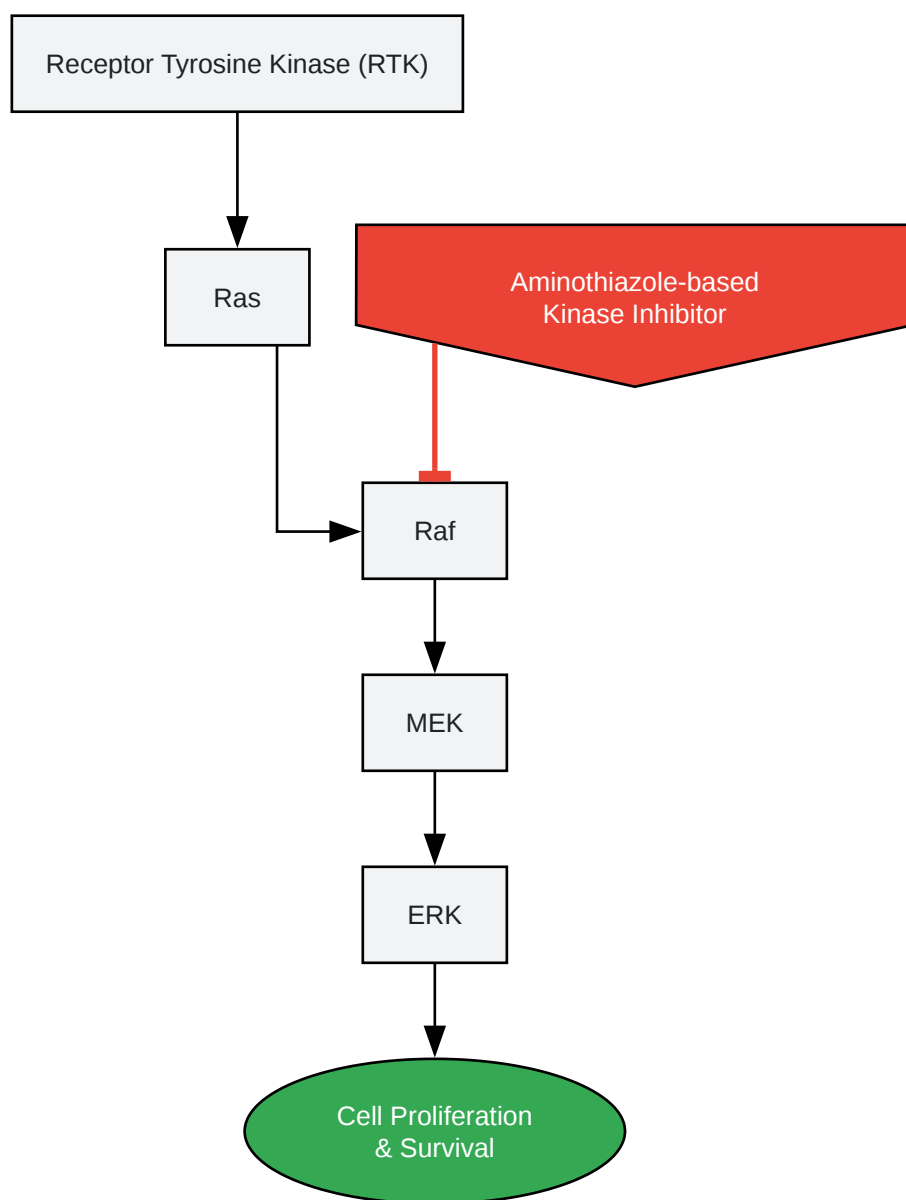 Receptor Tyrosine Kinase (RTK)
Ras
Aminothiazole-based
Kinase Inhibitor
Raf
MEK
ERK
Cell Proliferation
& Survival